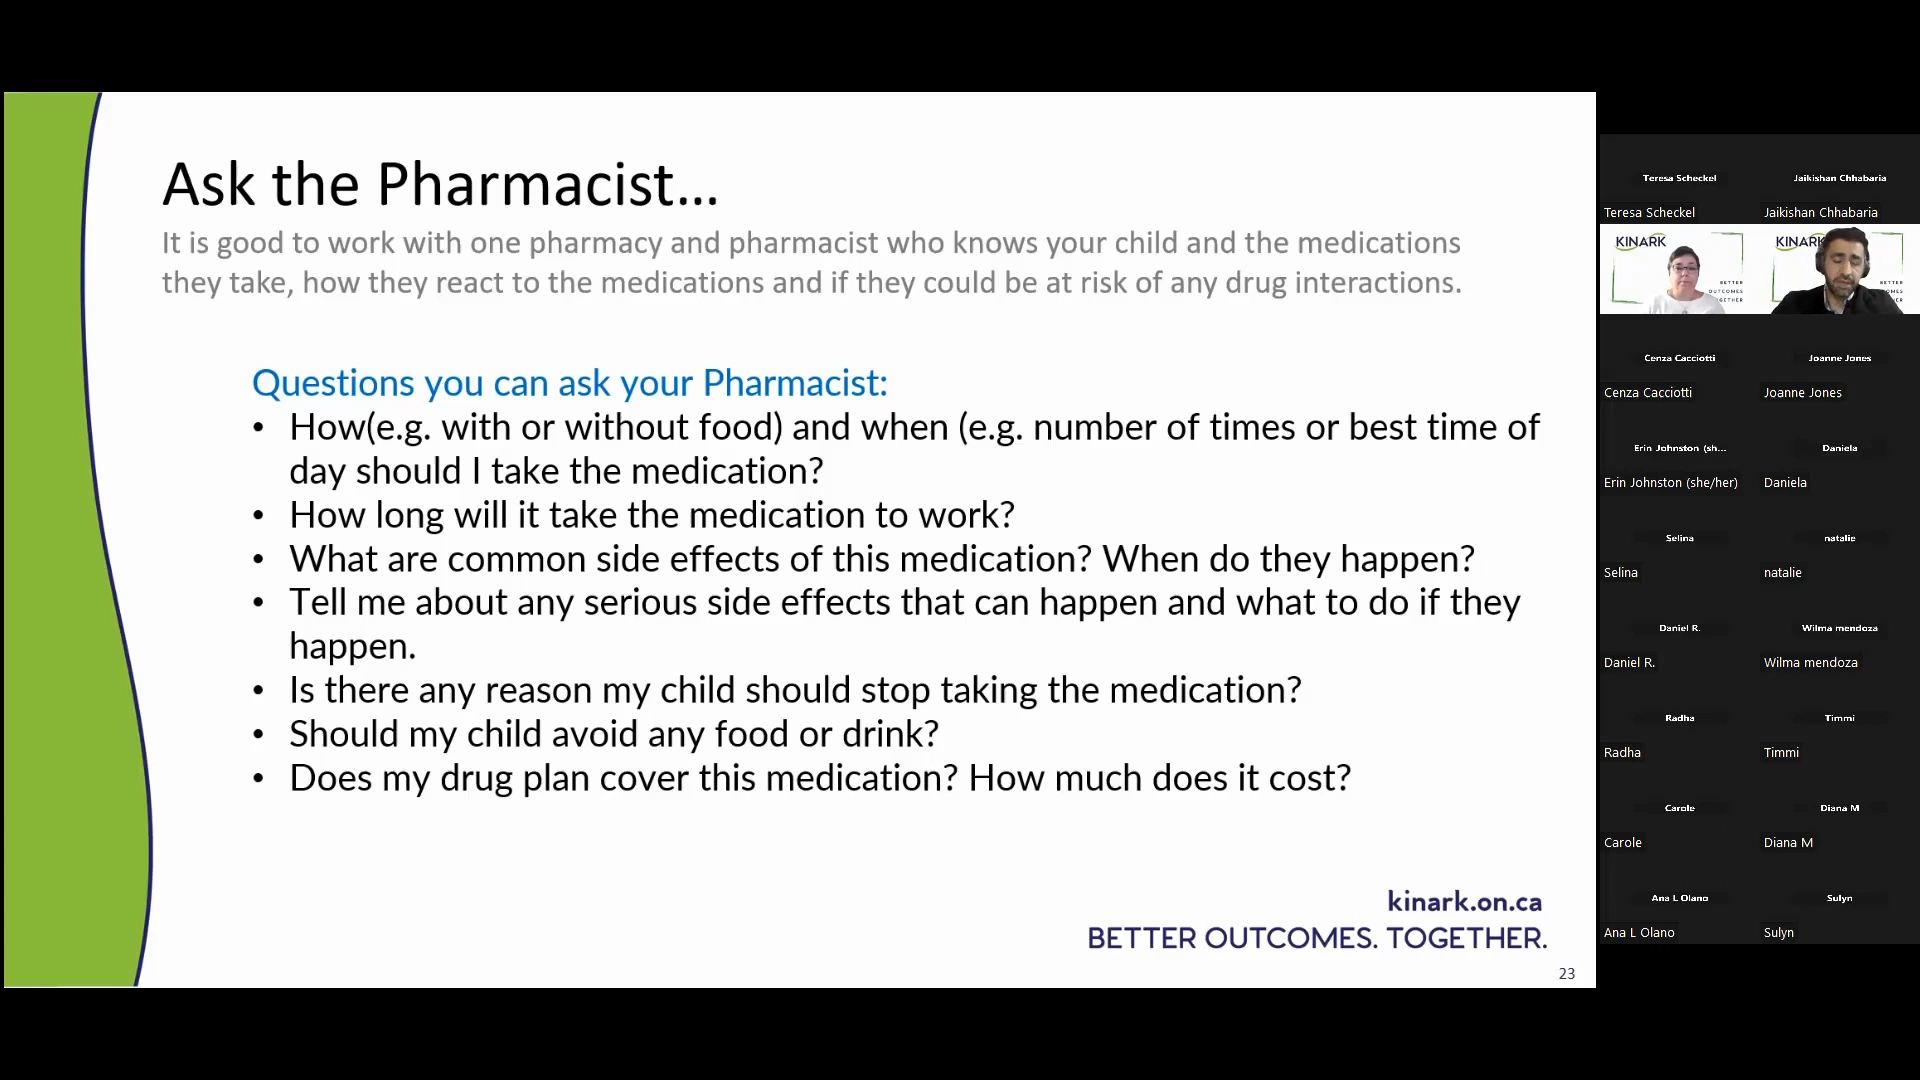 Ask the Pharmacist...
It is good to work with one pharmacy and pharmacist who knows your child and the medications
they take, how they react to the medications and if they could be at risk of any drug interactions.
Questions you can ask your Pharmacist:
• How(e.g. with or without food) and when (e.g. number of times or best time of
day should I take the medication?
• How long will it take the medication to work?
• What are common side effects of this medication? When do they happen?
• Tell me about any serious side effects that can happen and what to do if they
happen.
• Is there any reason my child should stop taking the medication?
• Should my child avoid any food or drink?
• Does my drug plan cover this medication? How much does it cost?
kinark.on.ca
BETTER OUTCOMES. TOGETHER.
23
Teresa Scheckel
Jaikishan Chhabaria
Teresa Scheckel
Jaikishan Chhabaria
KINARK
BETTER
OUTCOMES
TOGETHER
KINARK
BETTER
Cenza Cacciotti
Joanne Jones
Cenza Cacciotti
Joanne Jones
Erin Johnston (sh...
Daniela
Erin Johnston (she/her)
Daniela
Selina
natalie
Selina
natalie
Daniel R.
Wilma mendoza
Daniel R.
Wilma mendoza
Radha
Timmi
Radha
Timmi
Carole
Diana M
Carole
Diana M
Ana L Olano
Sulyn
Ana L Olano
Sulyn